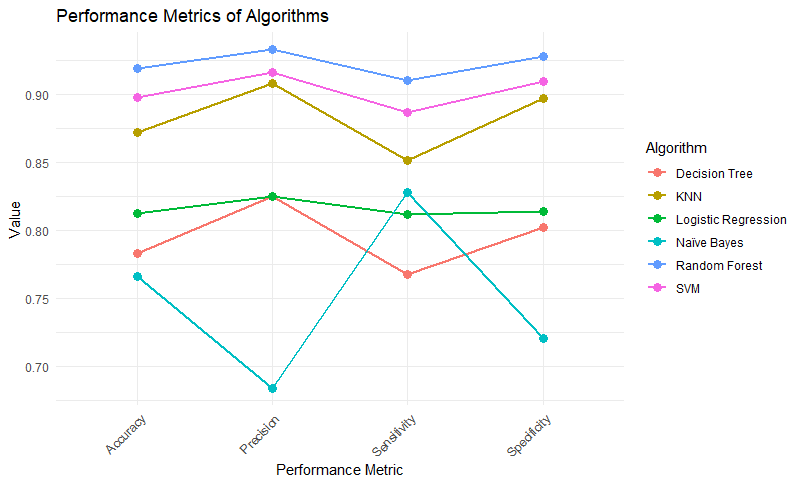 Performance Metrics of Algorithms
Value
0.90
0.85
0.80
0.75
0.70
Accuracy
Precision
Sensitivity
Specificity
Performance Metric
Algorithm
Decision Tree
KNN
Logistic Regression
Naïve Bayes
Random Forest
SVM